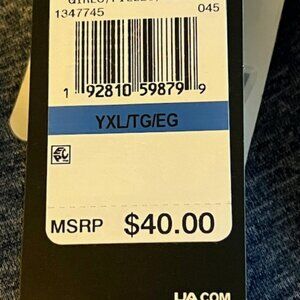 1347745 045
1 92810 59879 9
YXL/TG/EG
MSRP $40.00
UA.COM